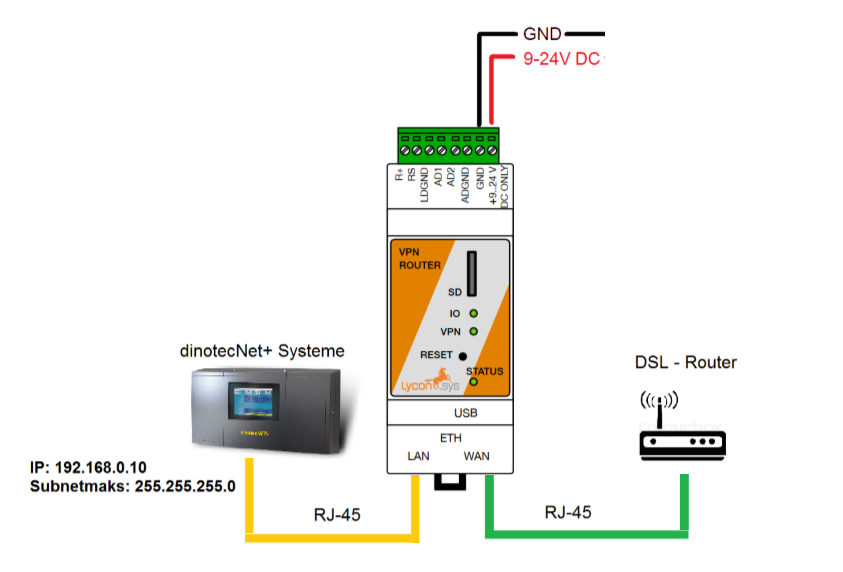 GND
9-24V DC
R+
RS
LDGND
AD1
AD2
ADGND
GND
+9..24 V
DC ONLY
VPN
ROUTER
SD
IO
VPN
RESET
STATUS
Lycon sys
USB
ETH
LAN
WAN
dinotecNet+ Systeme
DSL - Router
IP: 192.168.0.10
Subnetmaks: 255.255.255.0
RJ-45
RJ-45